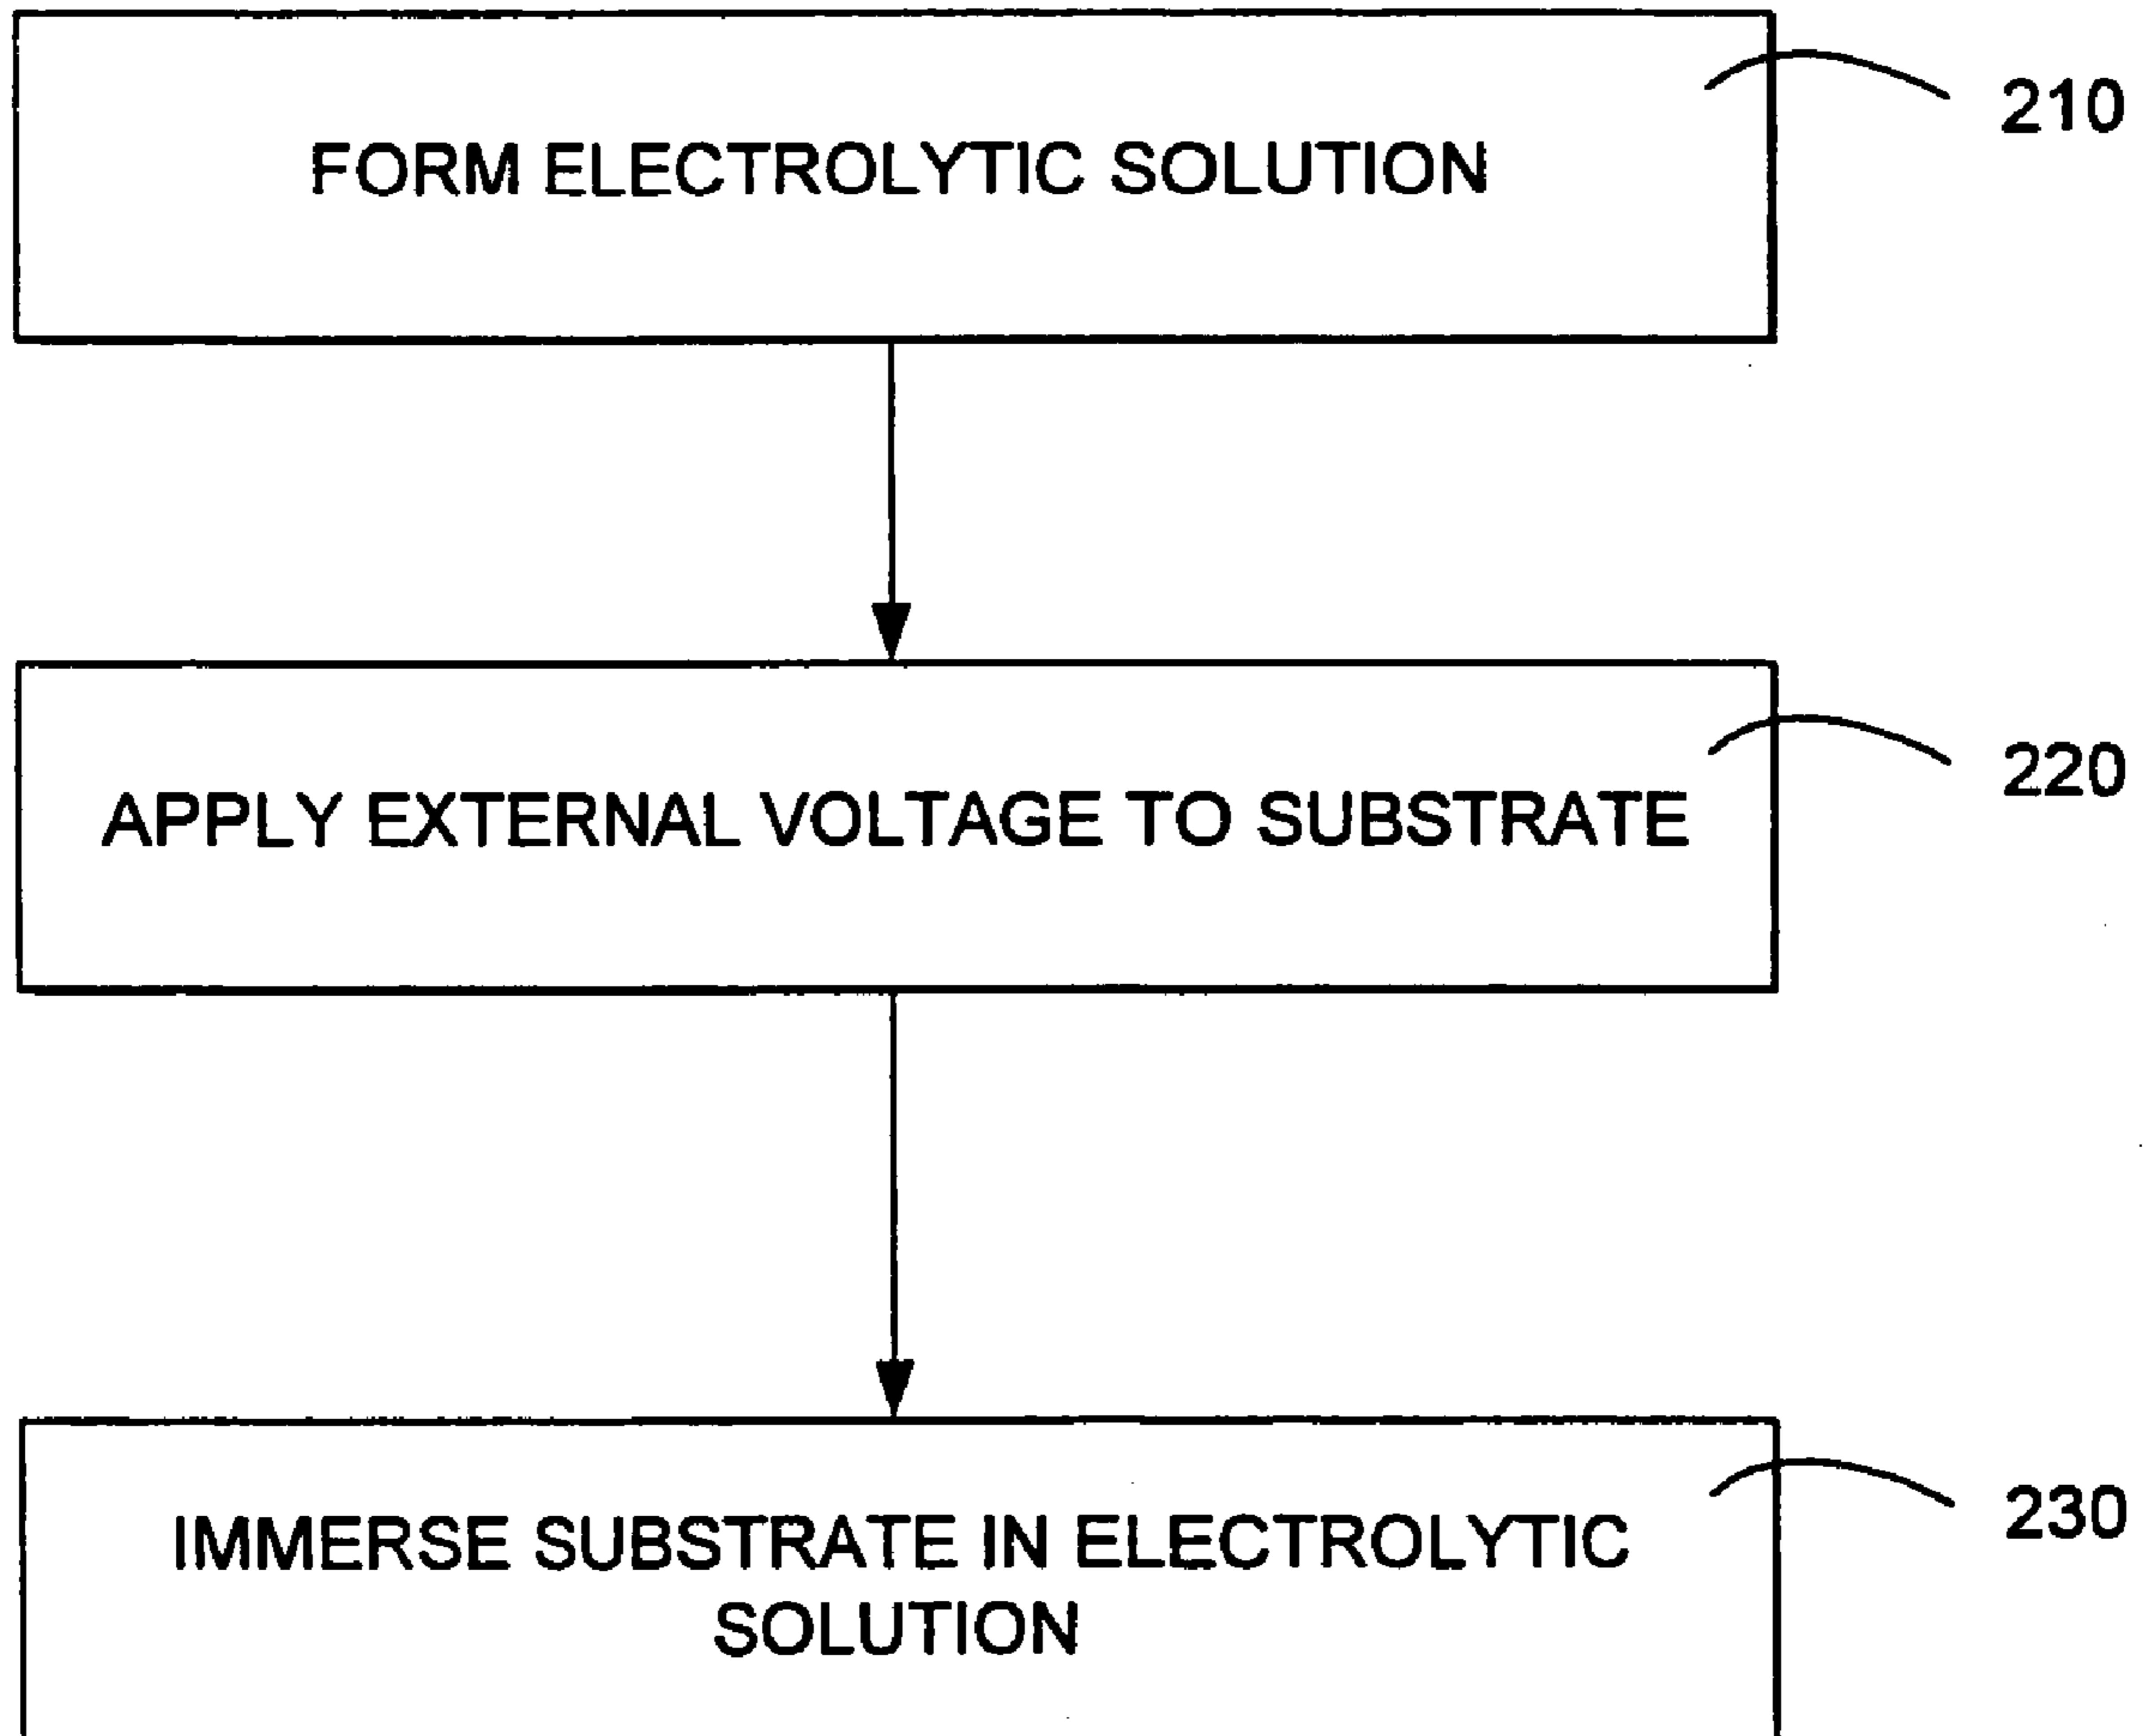 210
FORM ELECTROLYTIC SOLUTION
220
APPLY EXTERNAL VOLTAGE TO SUBSTRATE
230
IMMERSE SUBSTRATE IN ELECTROLYTIC
SOLUTION